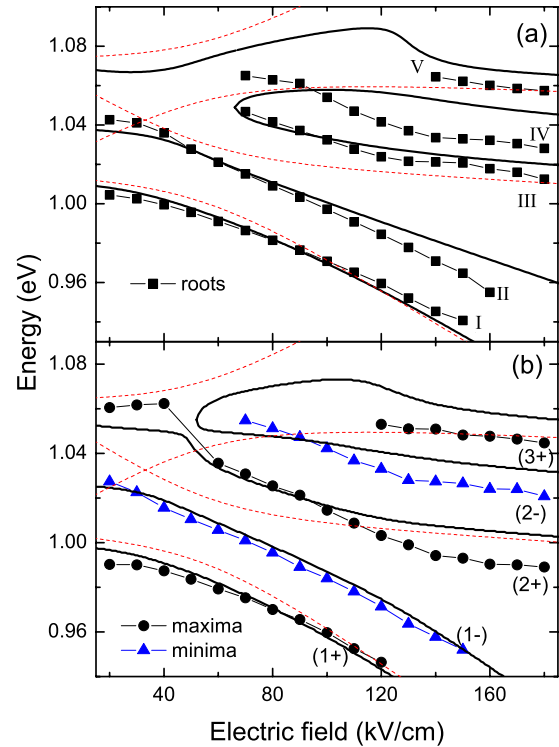 (a)
1.08
V
1.04
IV
III
1.00
II
0.96
I
roots
Energy (eV)
(b)
1.08
(3+)
1.04
(2-)
(2+)
1.00
maxima
minima
(1-)
(1+)
0.96
40 80 120 160
Electric field (kV/cm)